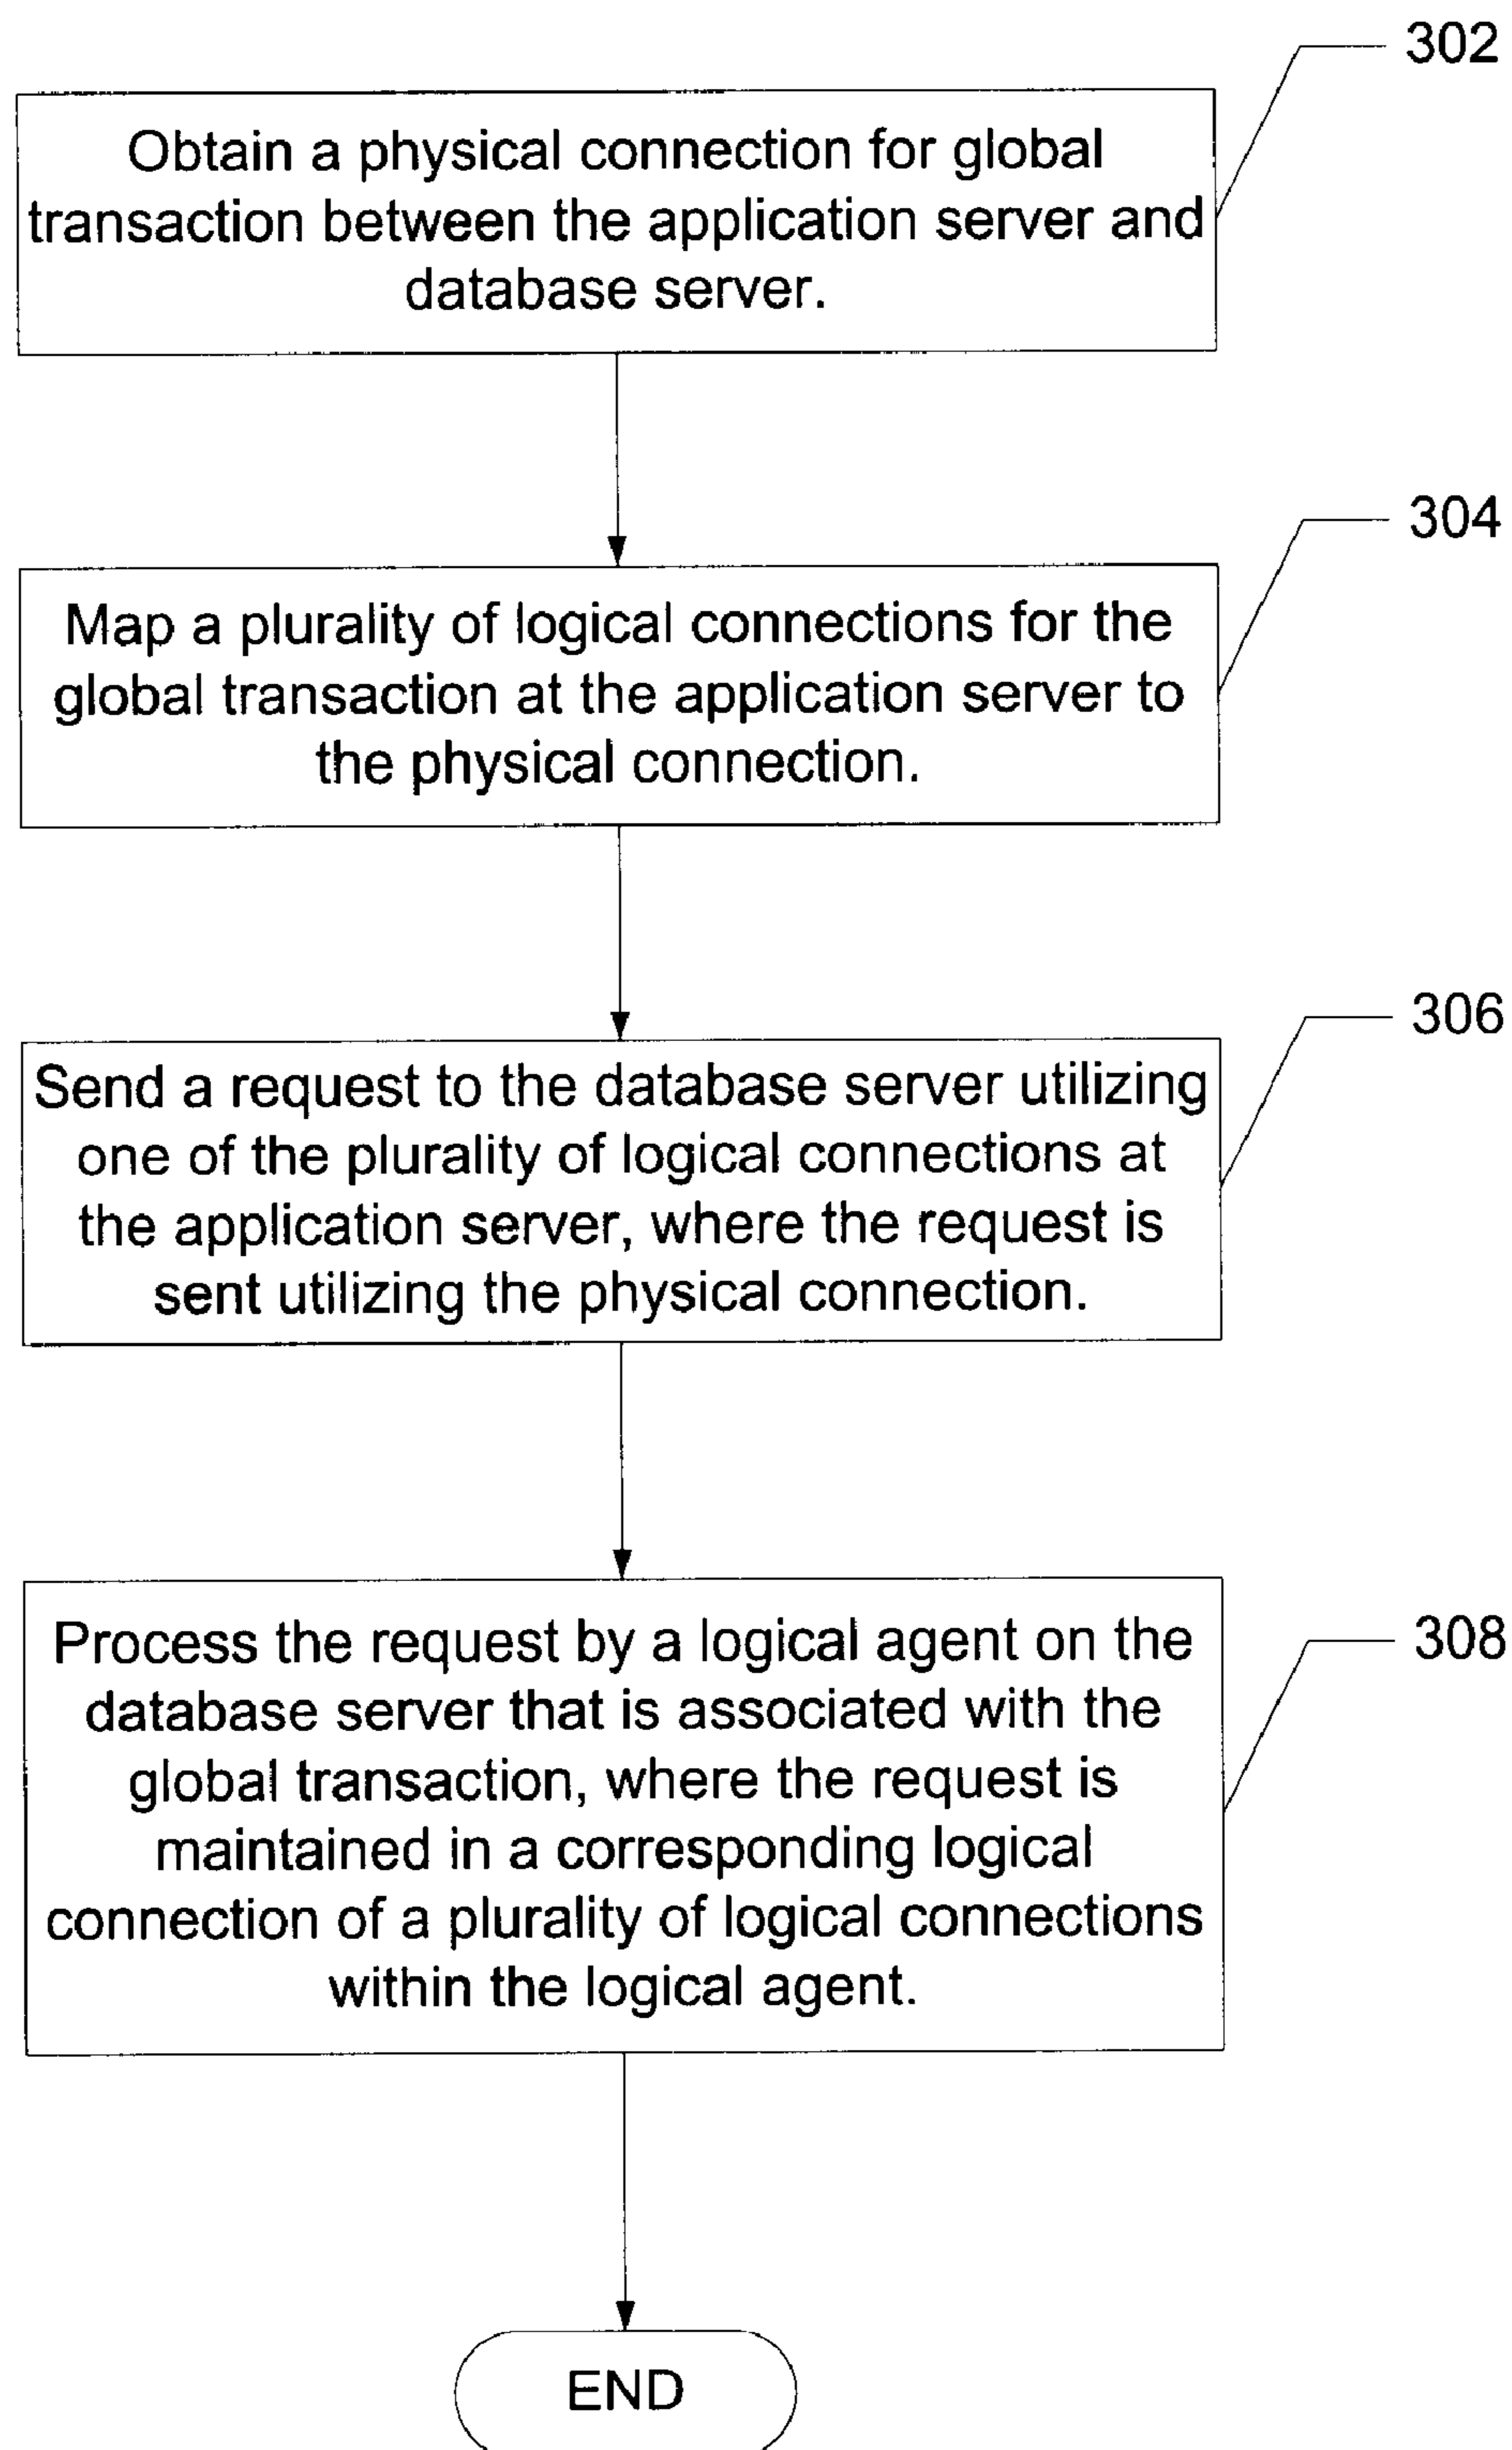 302
Obtain a physical connection for global
transaction between the application server and
database server.
304
Map a plurality of logical connections for the
global transaction at the application server to
the physical connection.
306
Send a request to the database server utilizing
one of the plurality of logical connections at
the application server, where the request is
sent utilizing the physical connection.
308
Process the request by a logical agent on the
database server that is associated with the
global transaction, where the request is
maintained in a corresponding logical
connection of a plurality of logical connections
within the logical agent.
END